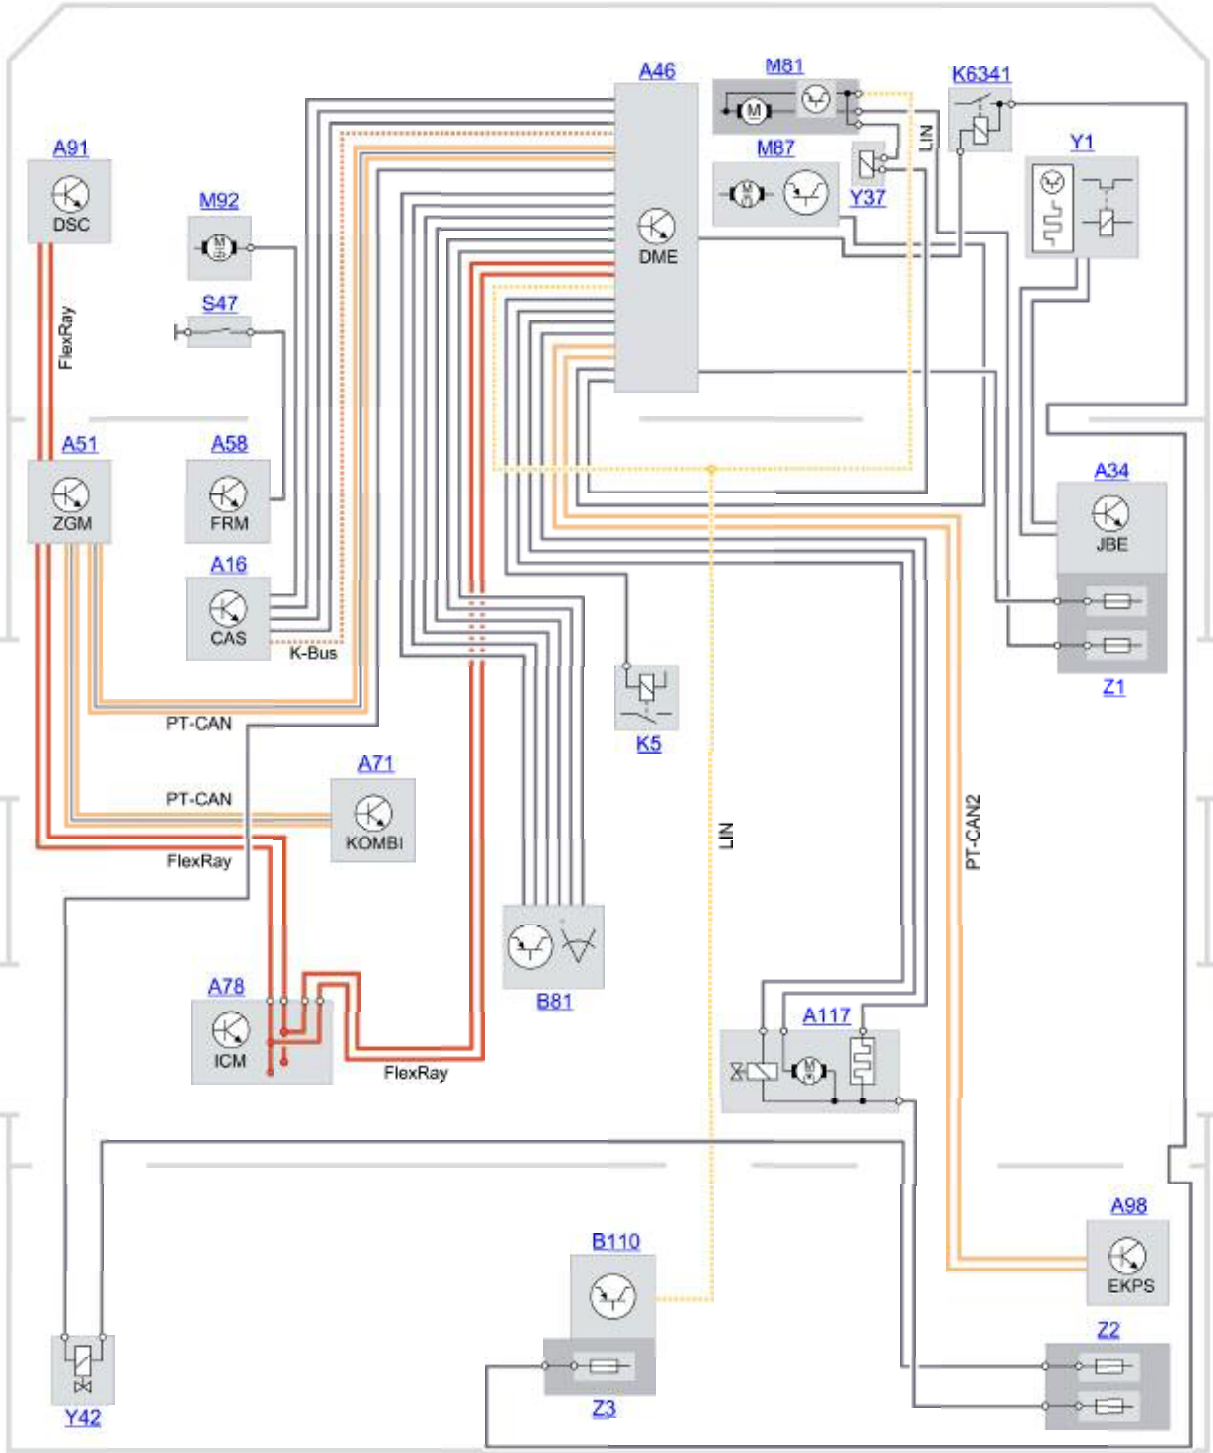 A46
M81
K6341
A91
M87
LIN
Y1
M92
Y37
DSC
DME
S47
FlexRay
A51
A58
A34
ZGM
FRM
JBE
A16
CAS
K-Bus
Z1
PT-CAN
K5
A71
PT-CAN
LIN
PT-CAN2
KOMBI
FlexRay
A78
B81
A117
ICM
FlexRay
A98
B110
EKPS
Z2
Z3
Y42
M
M
M
M